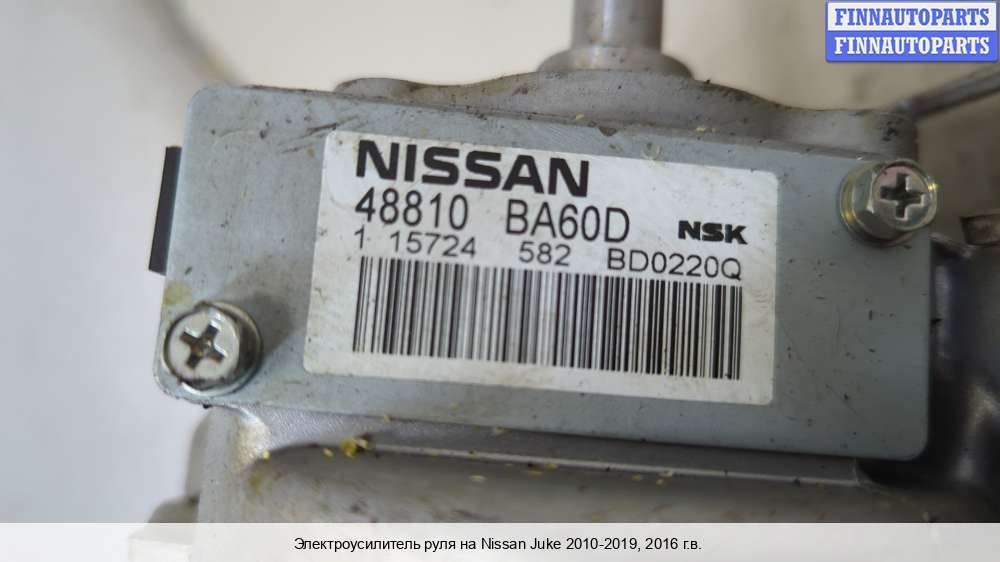 FINNAUTOPARTS
FINNAUTOPARTS
NISSAN
48810 BA60D NSK
1 15724 582 BD0220Q
Электроусилитель руля на Nissan Juke 2010-2019, 2016 г.в.